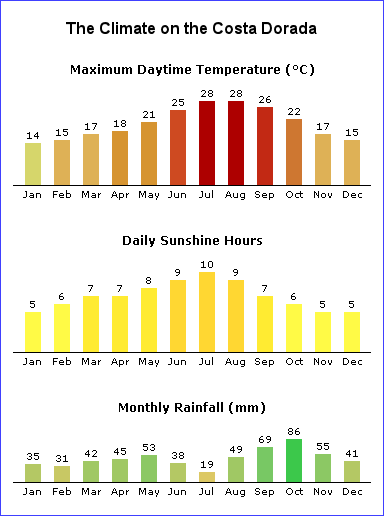 The Climate on the Costa Dorada
Maximum Daytime Temperature (°C)
14 15 17 18 21 25 28 28 26 22 17 15
Jan Feb Mar Apr May Jun Jul Aug Sep Oct Nov Dec
Daily Sunshine Hours
5 6 7 7 8 9 10 9 7 6 5 5
Jan Feb Mar Apr May Jun Jul Aug Sep Oct Nov Dec
Monthly Rainfall (mm)
35 31 42 45 53 38 19 49 69 86 55 41
Jan Feb Mar Apr May Jun Jul Aug Sep Oct Nov Dec